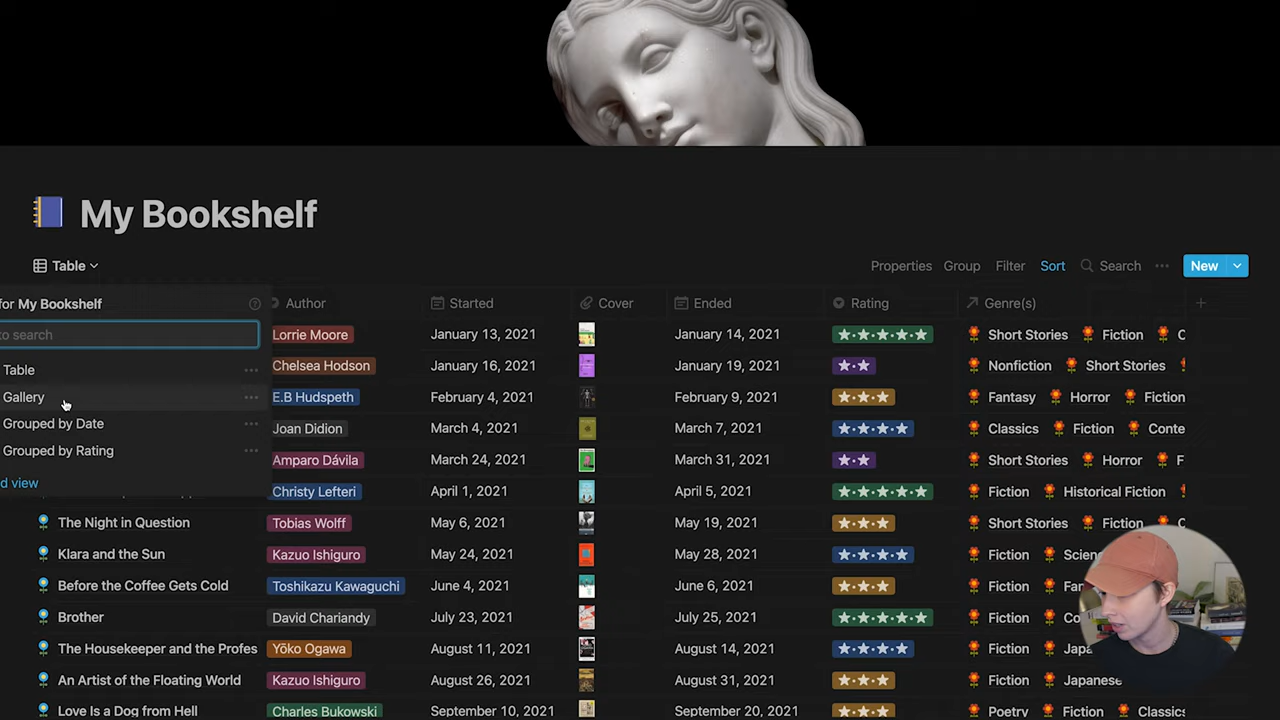 My Bookshelf
Table
Properties Group Filter Sort Search New
for My Bookshelf
to search
Table
Gallery
Grouped by Date
Grouped by Rating
d view
Author Started Cover Ended Rating Genre(s)
Lorrie Moore January 13, 2021 January 14, 2021 ★•★•★•★•★ Short Stories Fiction C
Chelsea Hodson January 16, 2021 January 19, 2021 ★•★ Nonfiction Short Stories
E.B Hudspeth February 4, 2021 February 9, 2021 ★•★•★ Fantasy Horror Fiction
Joan Didion March 4, 2021 March 7, 2021 ★•★•★•★ Classics Fiction Conte
Amparo Dávila March 24, 2021 March 31, 2021 ★•★ Short Stories Horror F
Christy Lefteri April 1, 2021 April 5, 2021 ★•★•★•★•★ Fiction Historical Fiction
The Night in Question Tobias Wolff May 6, 2021 May 19, 2021 ★•★•★ Short Stories Fiction C
Klara and the Sun Kazuo Ishiguro May 24, 2021 May 28, 2021 ★•★•★•★ Fiction Scien
Before the Coffee Gets Cold Toshikazu Kawaguchi June 4, 2021 June 6, 2021 ★•★•★ Fiction Fan
Brother David Chariandy July 23, 2021 July 25, 2021 ★•★•★•★•★ Fiction Co
The Housekeeper and the Profes Yōko Ogawa August 11, 2021 August 14, 2021 ★•★•★•★ Fiction Japa
An Artist of the Floating World Kazuo Ishiguro August 26, 2021 August 31, 2021 ★•★•★ Fiction Japanese
Love Is a Dog from Hell Charles Bukowski September 10, 2021 September 20, 2021 ★•★•★ Poetry Fiction Classics